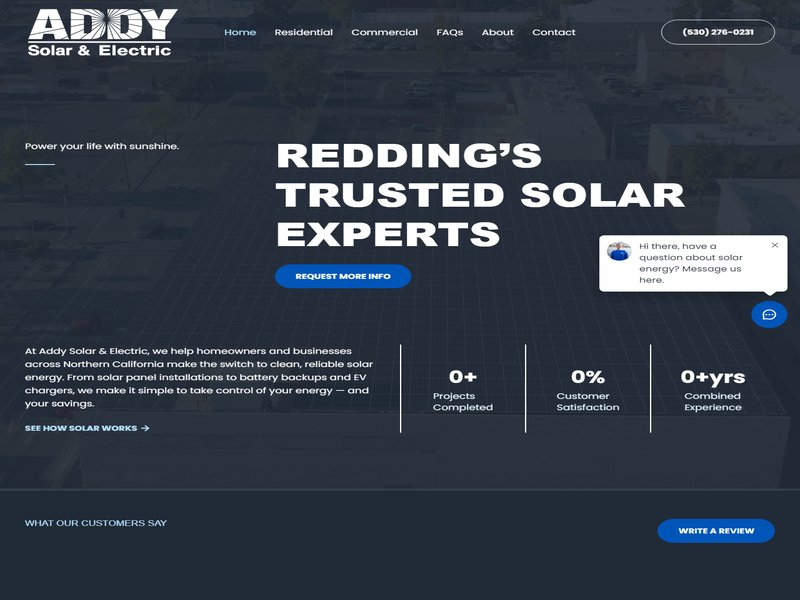 ADDY
Solar & Electric
Home
Residential
Commercial
FAQs
About
Contact
(530) 276-0231
Power your life with sunshine.
REDDING’S
TRUSTED SOLAR
EXPERTS
REQUEST MORE INFO
Hi there, have a
question about solar
energy? Message us
here.
At Addy Solar & Electric, we help homeowners and businesses
across Northern California make the switch to clean, reliable solar
energy. From solar panel installations to battery backups and EV
chargers, we make it simple to take control of your energy — and
your savings.
SEE HOW SOLAR WORKS →
0+
Projects
Completed
0%
Customer
Satisfaction
0+yrs
Combined
Experience
WHAT OUR CUSTOMERS SAY
WRITE A REVIEW